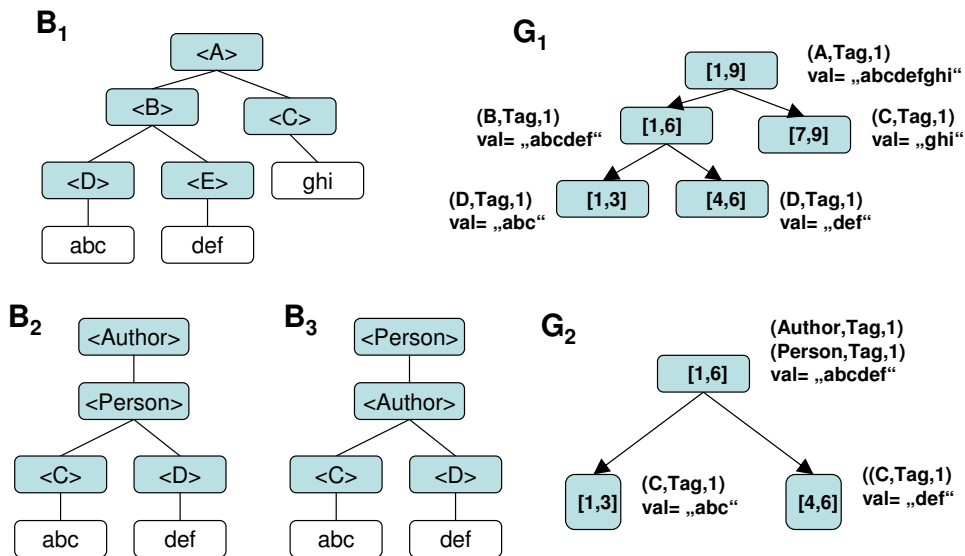 B1
<A>
<B>
<C>
<D>
<E>
ghi
abc
def
G1
[1,9]
(A,Tag,1)
val= „abcdefghi“
(B,Tag,1)
val= „abcdef“
[1,6]
[7,9]
(C,Tag,1)
val= „ghi“
(D,Tag,1)
val= „abc“
[1,3]
[4,6]
(D,Tag,1)
val= „def“
B2
<Author>
<Person>
<C>
<D>
abc
def
B3
<Person>
<Author>
<C>
<D>
abc
def
G2
(Author,Tag,1)
(Person,Tag,1)
val= „abcdef“
[1,6]
[1,3]
(C,Tag,1)
val= „abc“
[4,6]
((C,Tag,1)
val= „def“